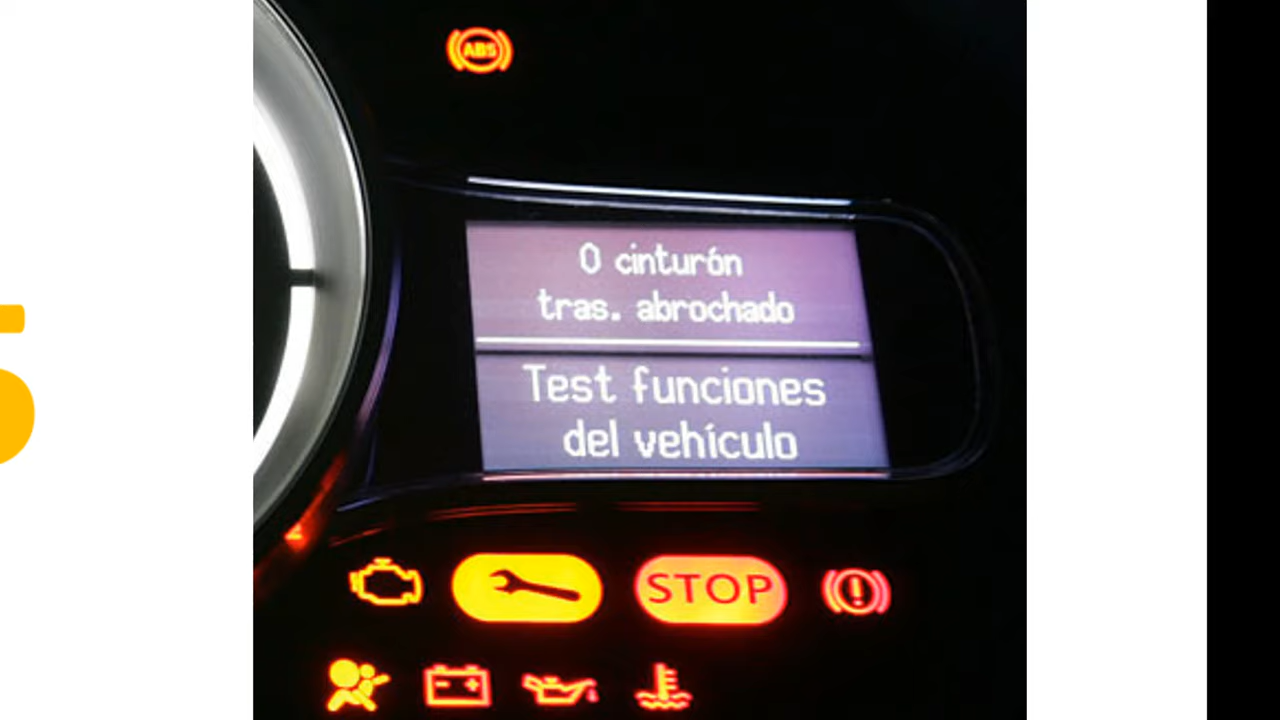 ABS
0 cinturón
tras. abrochado
Test funciones
del vehículo
STOP